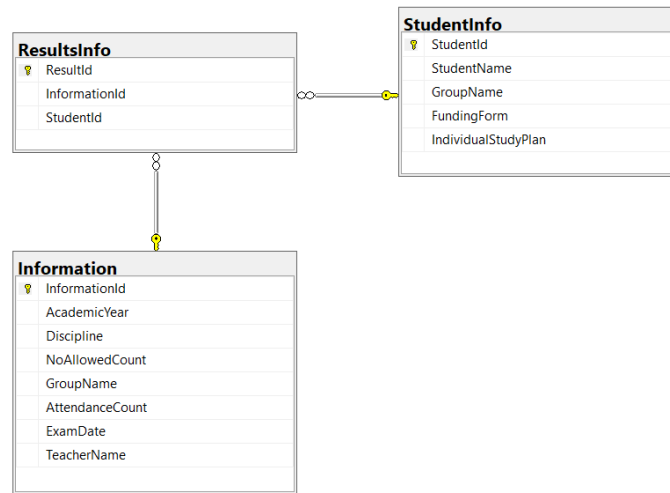 ResultsInfo
ResultId
InformationId
StudentId
StudentInfo
StudentId
StudentName
GroupName
FundingForm
IndividualStudyPlan
Information
InformationId
AcademicYear
Discipline
NoAllowedCount
GroupName
AttendanceCount
ExamDate
TeacherName